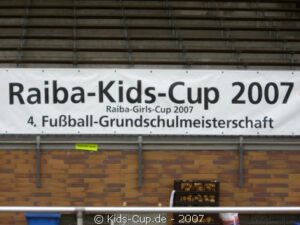 Raiba-Kids-Cup 2007
Raiba-Girls-Cup 2007
4. Fußball-Grundschulmeisterschaft
© Kids-Cup.de - 2007